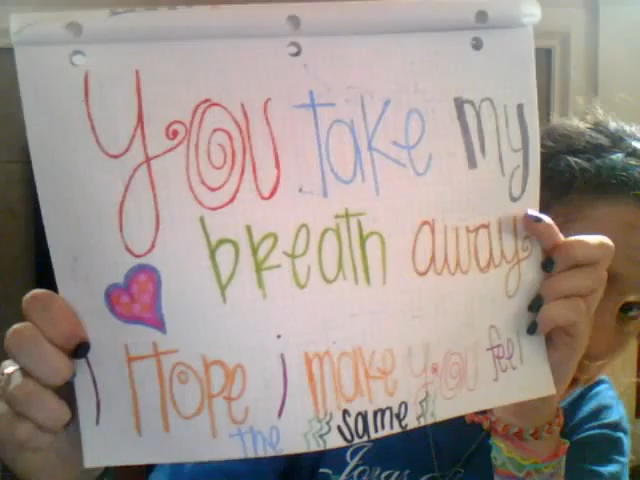 you take my
breath away
i Hope i make you feel
the same